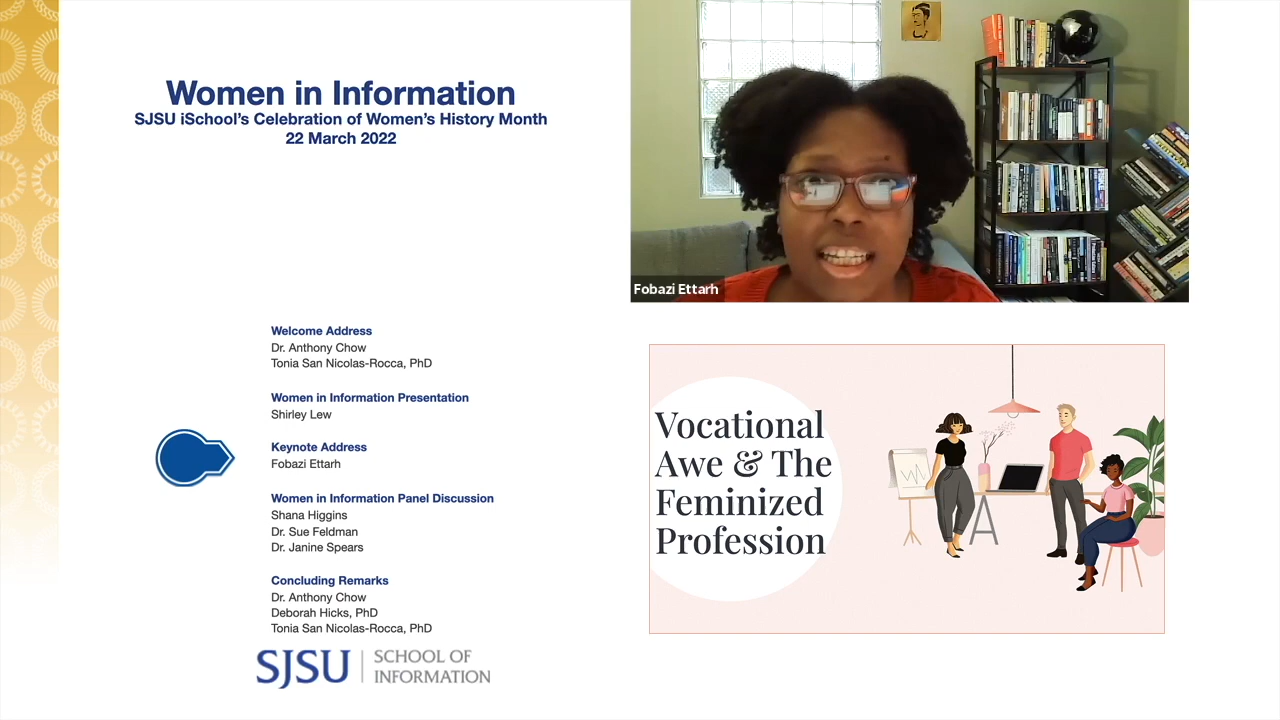 Women in Information
SJSU iSchool's Celebration of Women's History Month
22 March 2022
Fobazi Ettarh
Welcome Address
Dr. Anthony Chow
Tonia San Nicolas-Rocca, PhD
Women in Information Presentation
Shirley Lew
Keynote Address
Fobazi Ettarh
Women in Information Panel Discussion
Shana Higgins
Dr. Sue Feldman
Dr. Janine Spears
Concluding Remarks
Dr. Anthony Chow
Deborah Hicks, PhD
Tonia San Nicolas-Rocca, PhD
SJSU
SCHOOL OF
INFORMATION
Vocational
Awe & The
Feminized
Profession